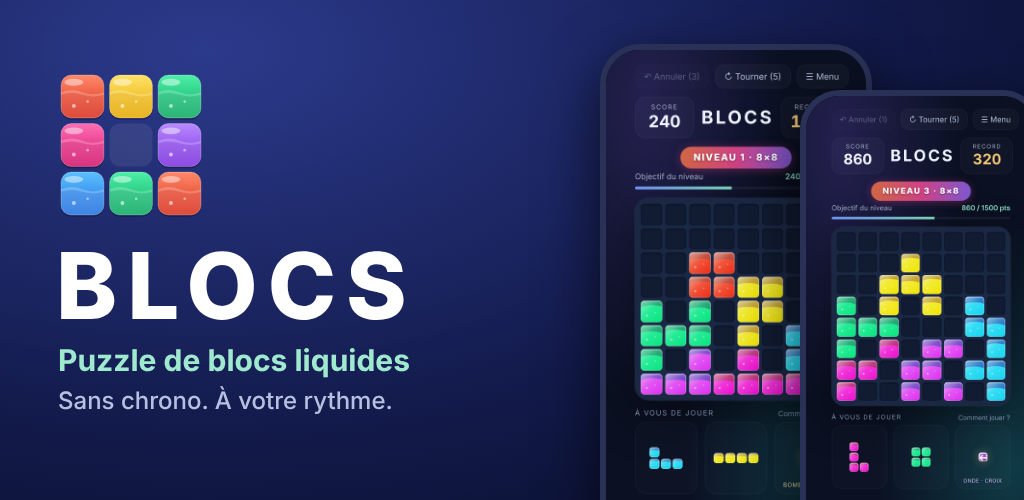 BLOCS
Puzzle de blocs liquides
Sans chrono. À votre rythme.
↶ Annuler (3)
↻ Tourner (5)
☰ Menu
SCORE
240
BLOCS
NIVEAU 1 · 8×8
Objectif du niveau
240
À VOUS DE JOUER
↶ Annuler (1)
↻ Tourner (5)
☰ Menu
SCORE
860
BLOCS
RECORD
320
NIVEAU 3 · 8×8
Objectif du niveau
860 / 1500 pts
À VOUS DE JOUER
Comment jouer ?
ONDE · CROIX